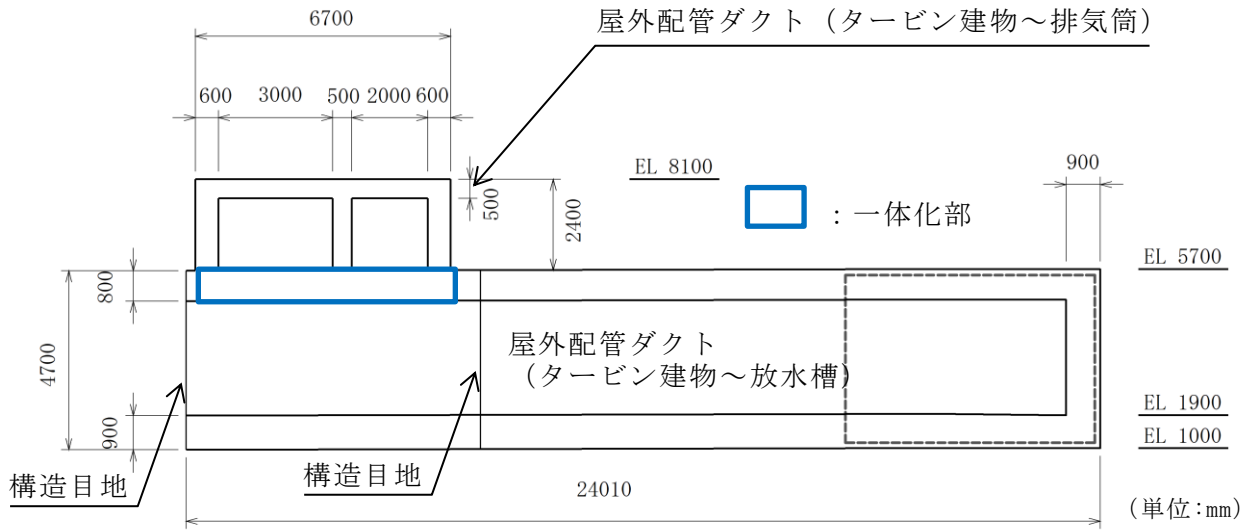 6700
屋外配管ダクト（タービン建物～排気筒）
600 3000 500 2000 600
EL 8100
900
500
2400
：一体化部
EL 5700
800
4700
屋外配管ダクト
（タービン建物～放水槽）
900
EL 1900
EL 1000
構造目地
構造目地
24010
（単位:mm）